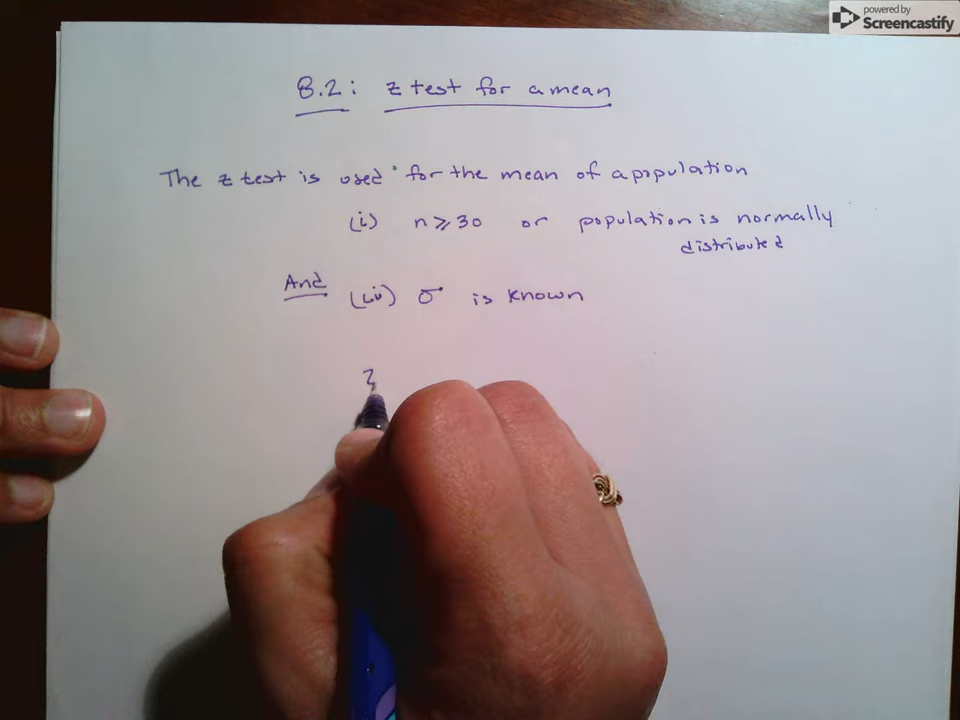 powered by
Screencastify
8.2: z test for a mean
The z test is used for the mean of a population
(i) n ⩾ 30 or population is normally
distributed
And (ii) σ is known
z